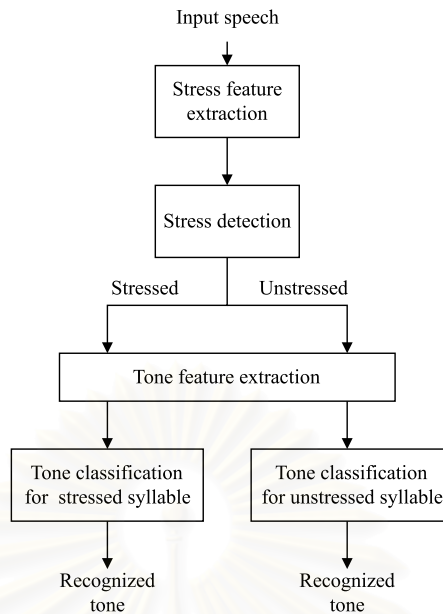 Input speech
Stress feature
extraction
Stress detection
Stressed
Unstressed
Tone feature extraction
Tone classification
for stressed syllable
Tone classification
for unstressed syllable
Recognized
tone
Recognized
tone